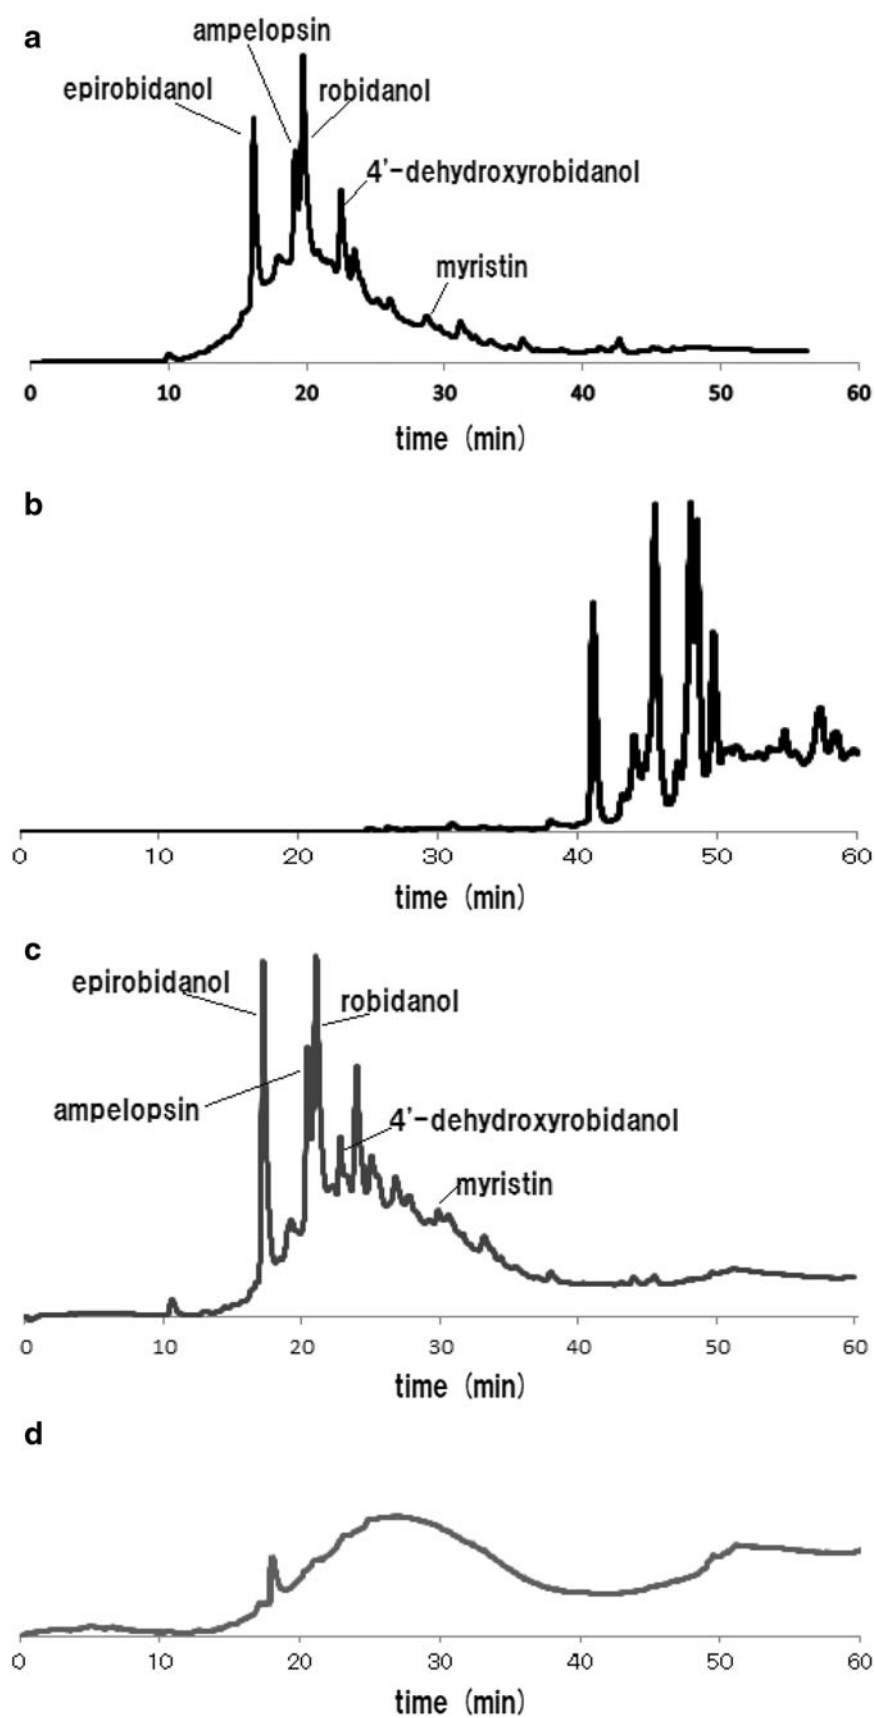 a
ampelopsin
epirobidanol
robidanol
4'-dehydroxyrobidanol
myristin
0 10 20 30 40 50 60
time (min)
b
0 10 20 30 40 50 60
time (min)
c
epirobidanol
robidanol
ampelopsin
4'-dehydroxyrobidanol
myristin
0 10 20 30 40 50 60
time (min)
d
0 10 20 30 40 50 60
time (min)